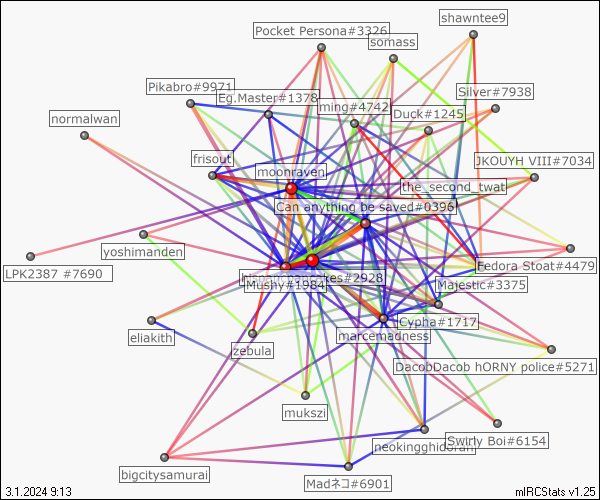 shawntee9
Pocket Persona#3326
somass
Pikabro#9971
Silver#7938
Eg.Master#1378
ming#4742
Duck#1245
normalwan
frisout
JKOUYH VIII#7034
moonraven
the_second_twat
Can anything be saved#0396
yoshimanden
LPK2387 #7690
Fedora Stoat#4479
#2928
Mushy#1984
Majestic#3375
Cypha#1717
eliakith
marcemadness
zebula
DacobDacob hORNY police#5271
mukszi
Swirly Boi#6154
neokingghidorah
bigcitysamurai
Madネコ#6901
3.1.2024 9:13
mIRCStats v1.25